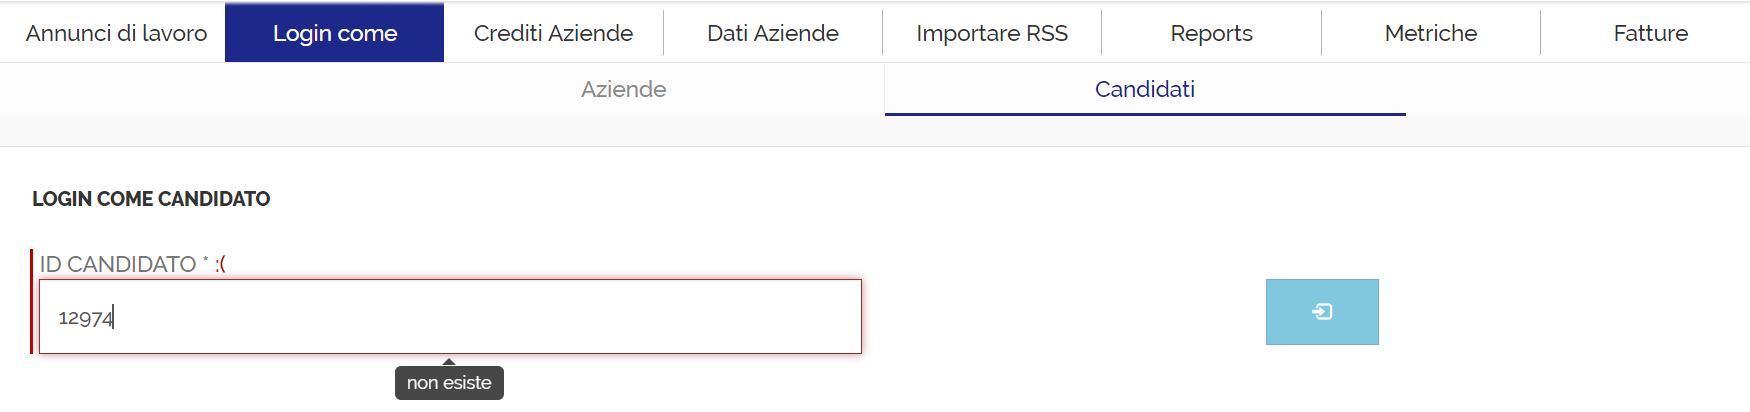 Annunci di lavoro Login come Crediti Aziende Dati Aziende Importare RSS Reports Metriche Fatture
Aziende Candidati
LOGIN COME CANDIDATO
ID CANDIDATO * :(
12974
non esiste